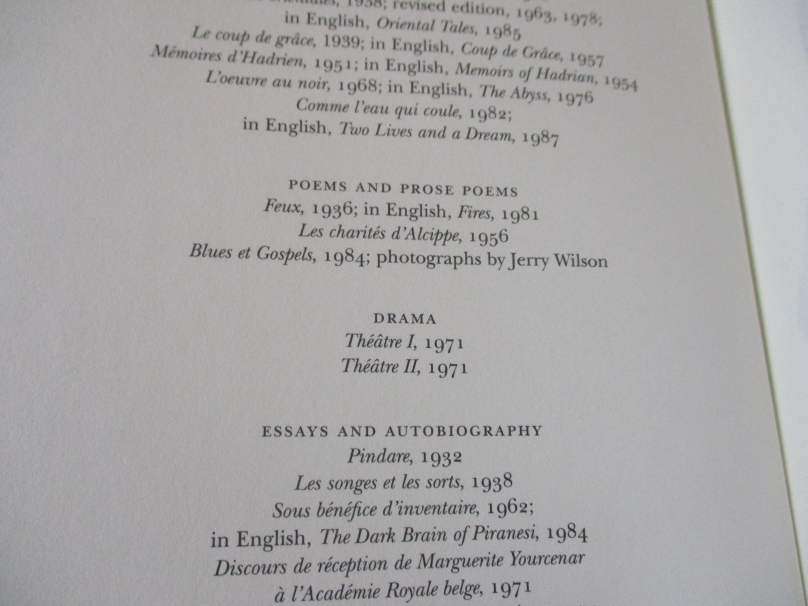 1938; revised edition, 1963, 1978;
in English, Oriental Tales, 1985
Le coup de grâce, 1939; in English, Coup de Grâce, 1957
Mémoires d'Hadrien, 1951; in English, Memoirs of Hadrian, 1954
L'oeuvre au noir, 1968; in English, The Abyss, 1976
Comme l'eau qui coule, 1982;
in English, Two Lives and a Dream, 1987
POEMS AND PROSE POEMS
Feux, 1936; in English, Fires, 1981
Les charités d'Alcippe, 1956
Blues et Gospels, 1984; photographs by Jerry Wilson
DRAMA
Théâtre I, 1971
Théâtre II, 1971
ESSAYS AND AUTOBIOGRAPHY
Pindare, 1932
Les songes et les sorts, 1938
Sous bénéfice d'inventaire, 1962;
in English, The Dark Brain of Piranesi, 1984
Discours de réception de Marguerite Yourcenar
à l'Académie Royale belge, 1971